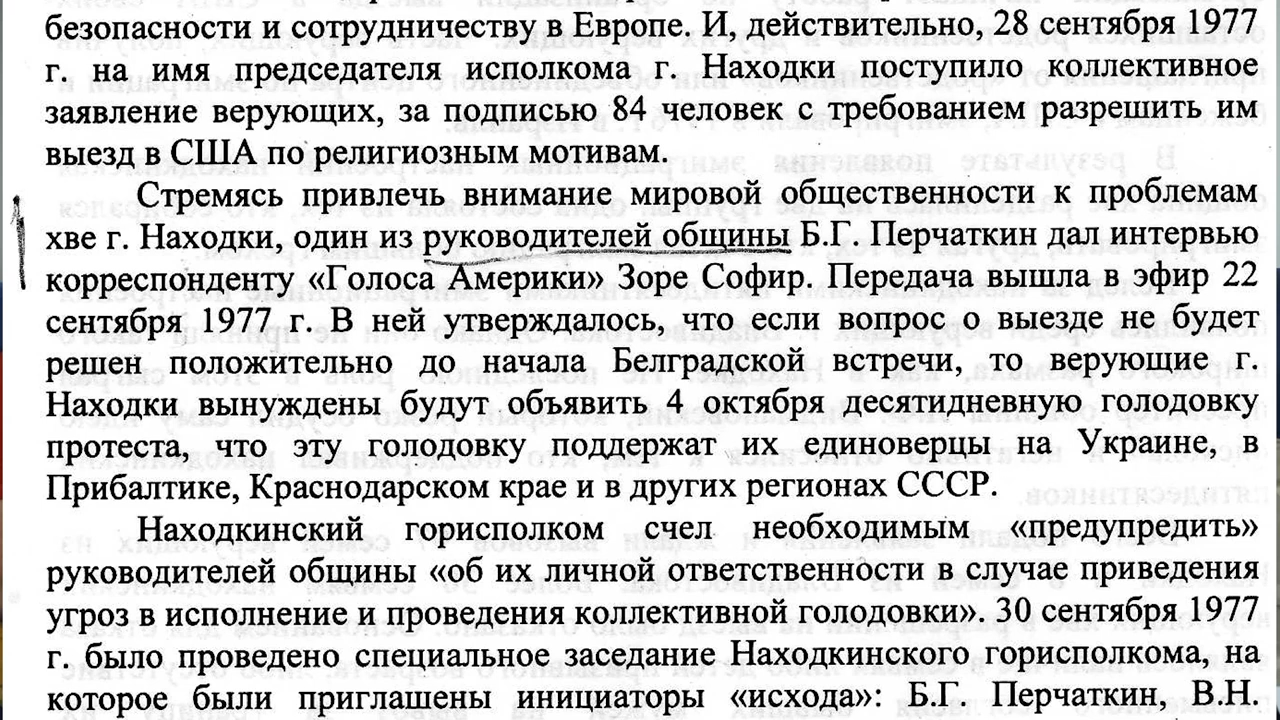 безопасности и сотрудничеству в Европе. И, действительно, 28 сентября 1977
г. на имя председателя исполкома г. Находки поступило коллективное
заявление верующих, за подписью 84 человек с требованием разрешить им
выезд в США по религиозным мотивам.
Стремясь привлечь внимание мировой общественности к проблемам
хве г. Находки, один из руководителей общины Б.Г. Перчаткин дал интервью
корреспонденту «Голоса Америки» Зоре Софир. Передача вышла в эфир 22
сентября 1977 г. В ней утверждалось, что если вопрос о выезде не будет
решен положительно до начала Белградской встречи, то верующие г.
Находки вынуждены будут объявить 4 октября десятидневную голодовку
протеста, что эту голодовку поддержат их единоверцы на Украине, в
Прибалтике, Краснодарском крае и в других регионах СССР.
Находкинский горисполком счел необходимым «предупредить»
руководителей общины «об их личной ответственности в случае приведения
угроз в исполнение и проведения коллективной голодовки». 30 сентября 1977
г. было проведено специальное заседание Находкинского горисполкома, на
которое были приглашены инициаторы «исхода»: Б.Г. Перчаткин, В.Н.